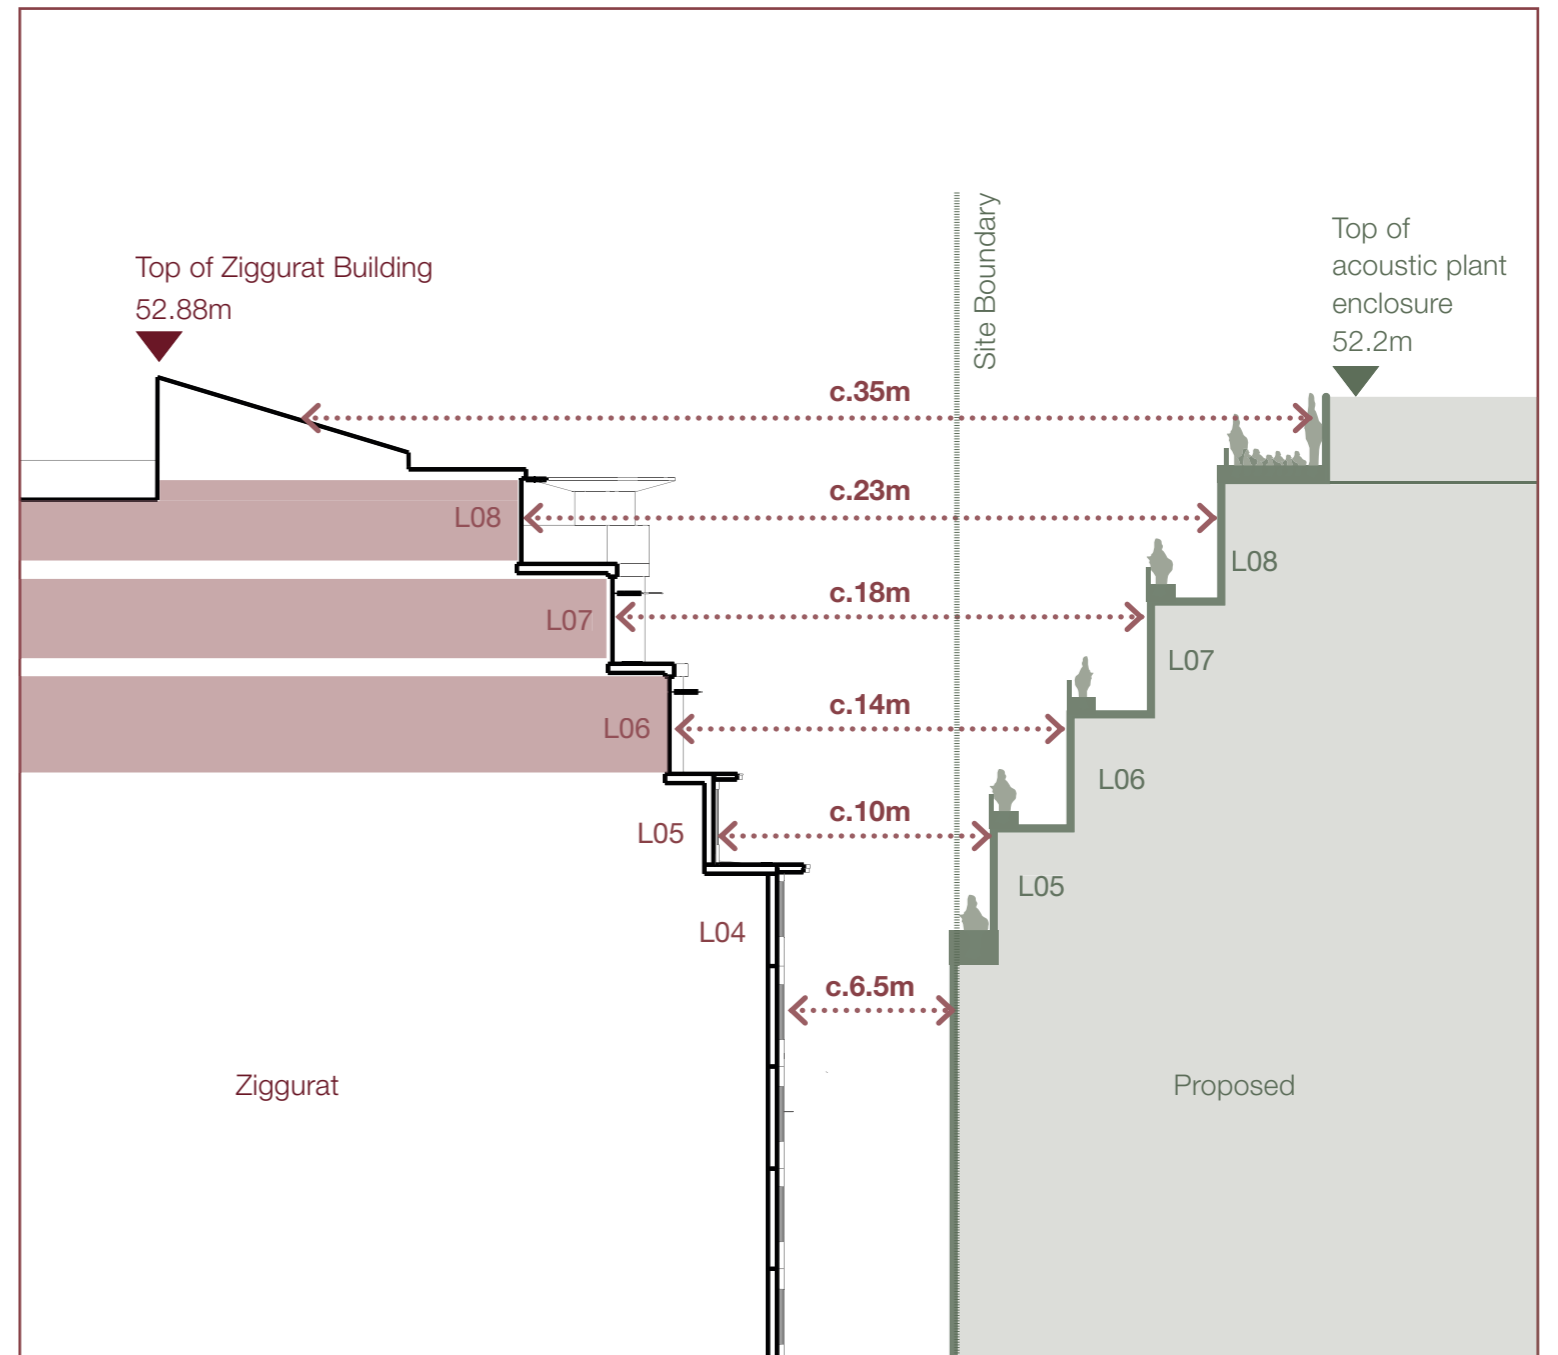 Site Boundary
Top of
acoustic plant
enclosure
52.2m
Top of Ziggurat Building
52.88m
c.35m
c.23m
L08
L08
c.18m
L07
L07
c.14m
L06
L06
c.10m
L05
L05
L04
c.6.5m
Ziggurat
Proposed